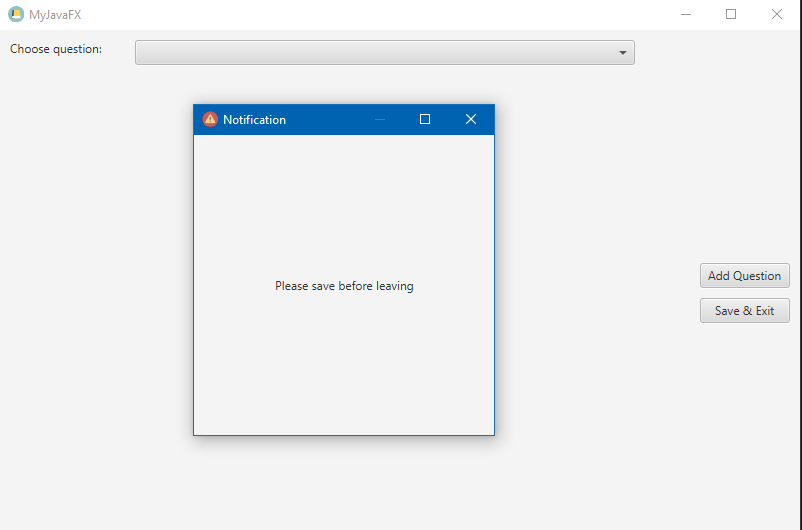 MyJavaFX
Choose question:
Notification
Please save before leaving
Add Question
Save & Exit